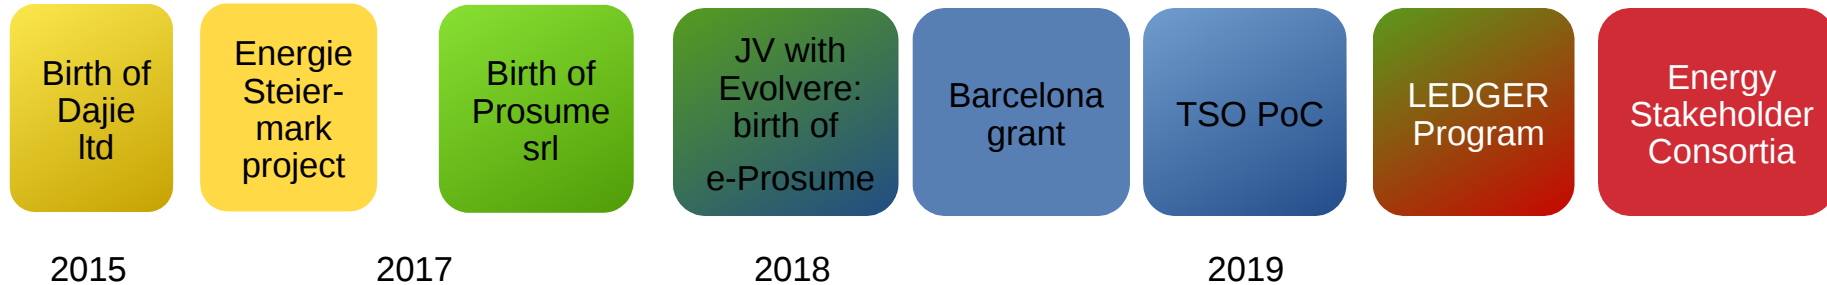 Birth of
Dajie
ltd
Energie
Steier-
mark
project
Birth of
Prosume
srl
JV with
Evolvere:
birth of
e-Prosume
Barcelona
grant
TSO PoC
LEDGER
Program
Energy
Stakeholder
Consortia
2015
2017
2018
2019